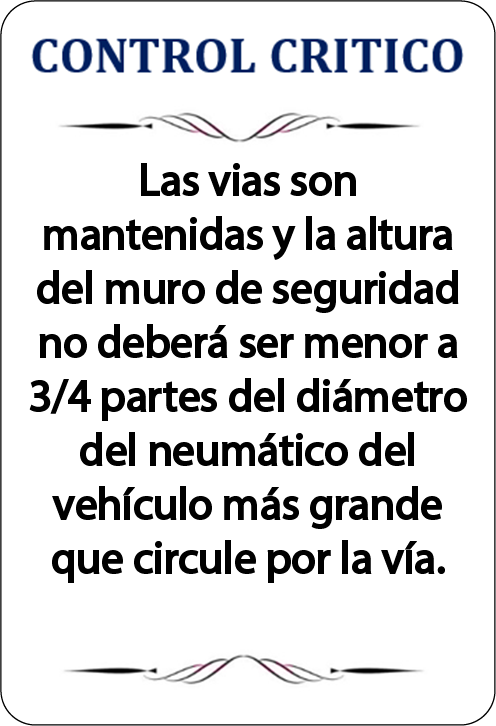 CONTROL CRITICO
Las vias son
mantenidas y la altura
del muro de seguridad
no deberá ser menor a
3/4 partes del diámetro
del neumático del
vehículo más grande
que circule por la vía.